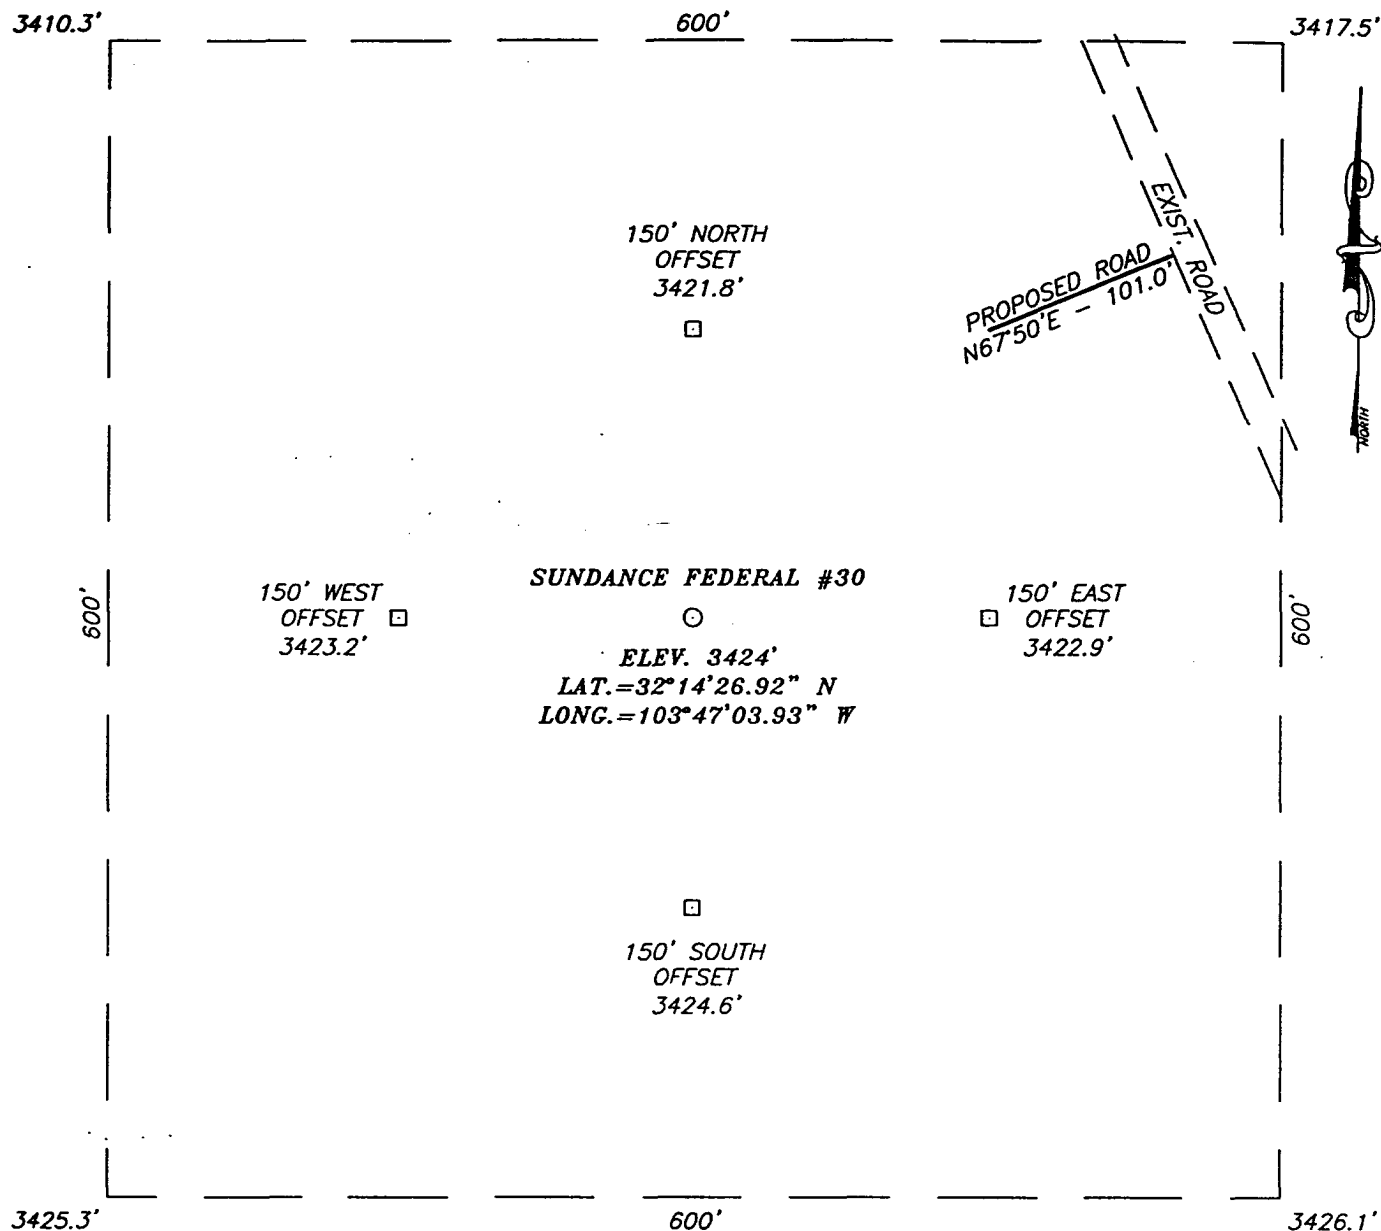 3410.3'
600'
3417.5'
150' NORTH
OFFSET
3421.8'
EXIST. ROAD
PROPOSED ROAD
N67°50'E - 101.0'
NORTH
SUNDANCE FEDERAL #30
150' WEST
OFFSET
3423.2'
150' EAST
OFFSET
3422.9'
600'
600'
ELEV. 3424'
LAT.=32°14'26.92" N
LONG.=103°47'03.93" W
150' SOUTH
OFFSET
3424.6'
3425.3'
600'
3426.1'